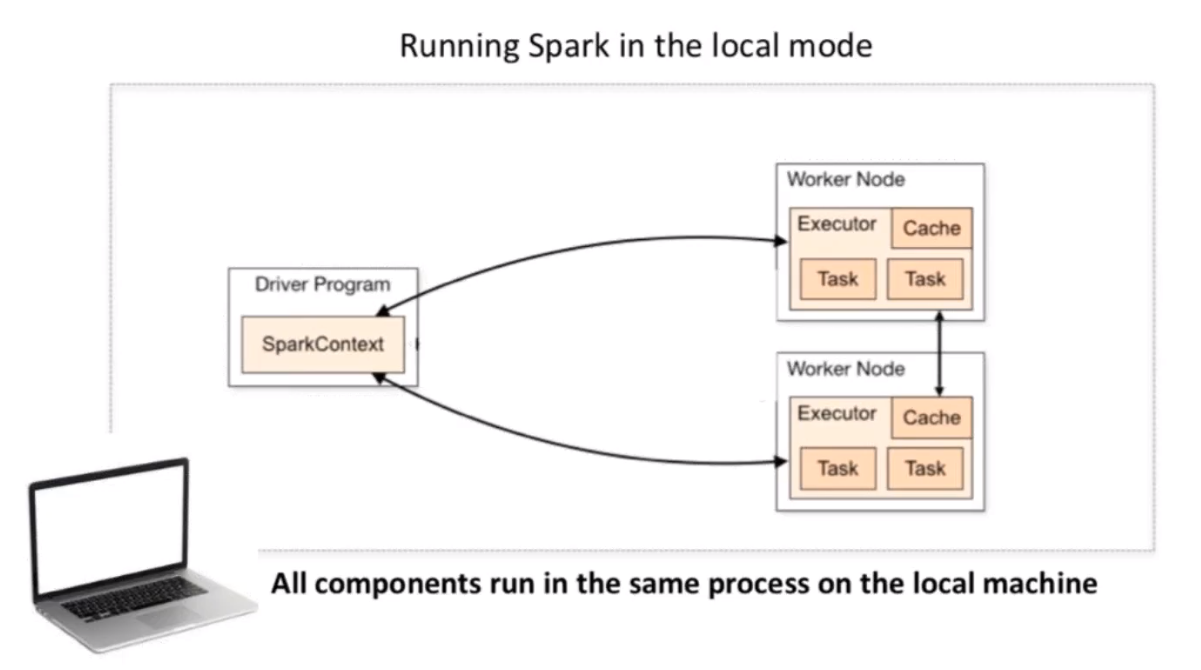 Running Spark in the local mode
Worker Node
Executor
Cache
Task
Task
Driver Program
SparkContext
Worker Node
Executor
Cache
Task
Task
All components run in the same process on the local machine